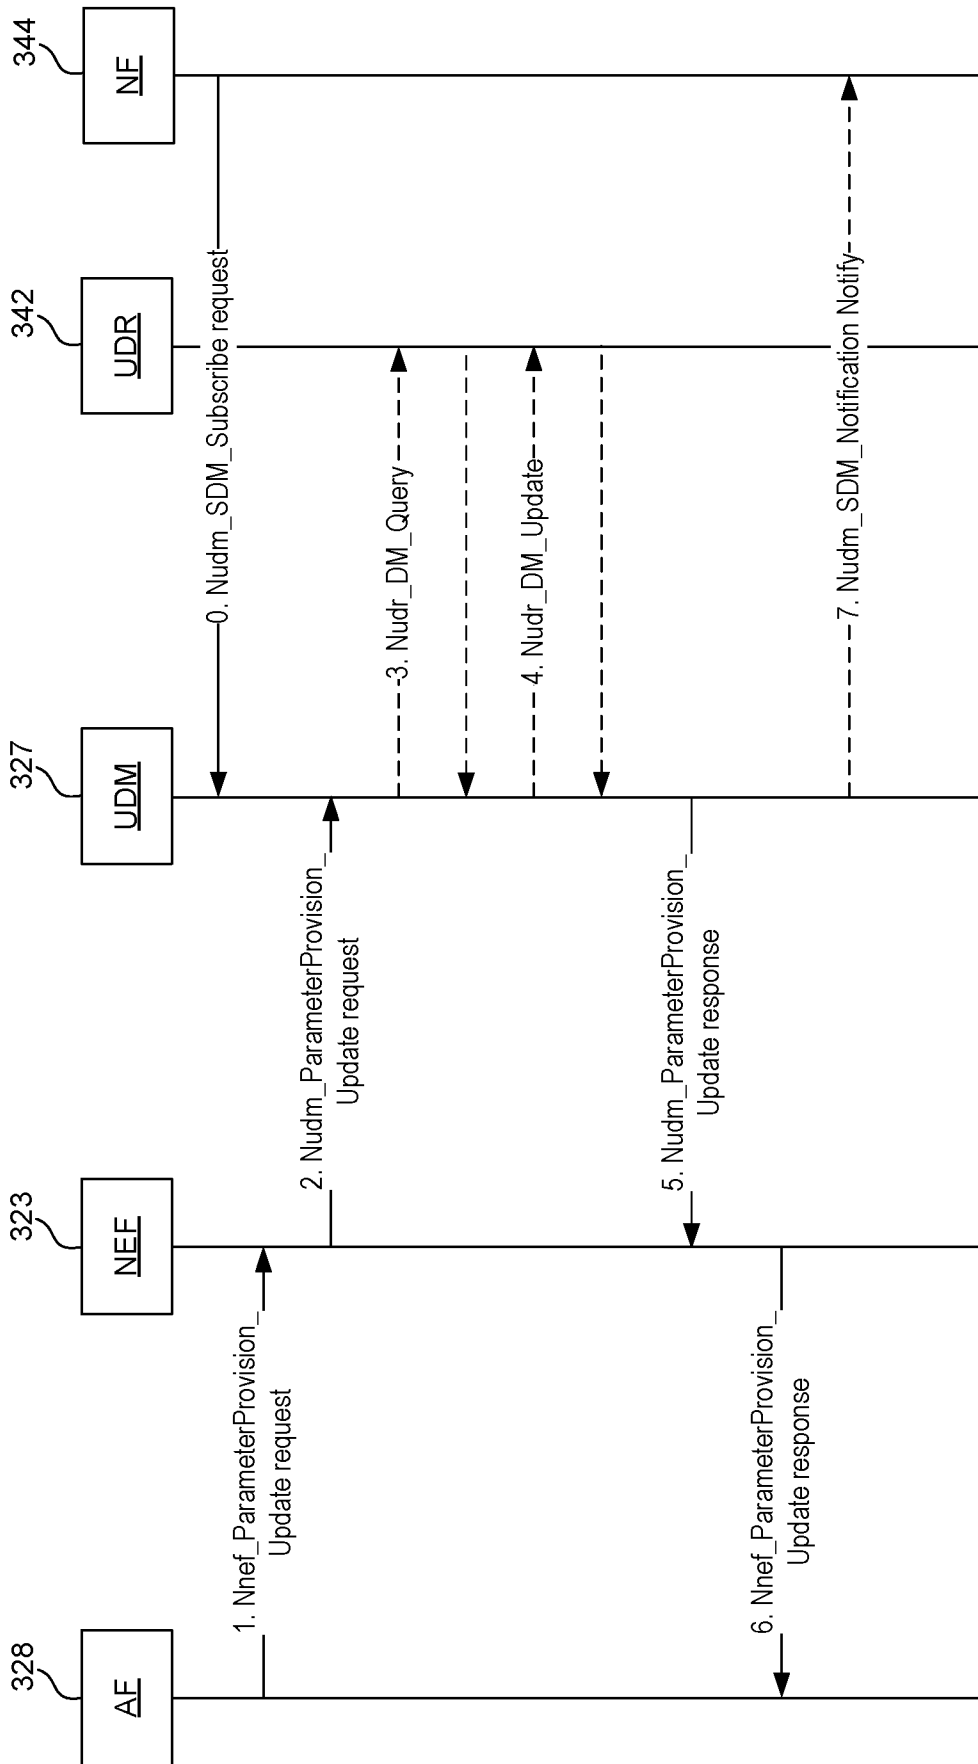 328
323
327
342
344
AF
NEF
UDM
UDR
NF
0. Nudm_SDM_Subscribe request
1. Nnef_ParameterProvision_
Update request
2. Nudm_ParameterProvision_
Update request
3. Nudr_DM_Query
4. Nudr_DM_Update
5. Nudm_ParameterProvision_
Update response
6. Nnef_ParameterProvision_
Update response
7. Nudm_SDM_Notification Notify